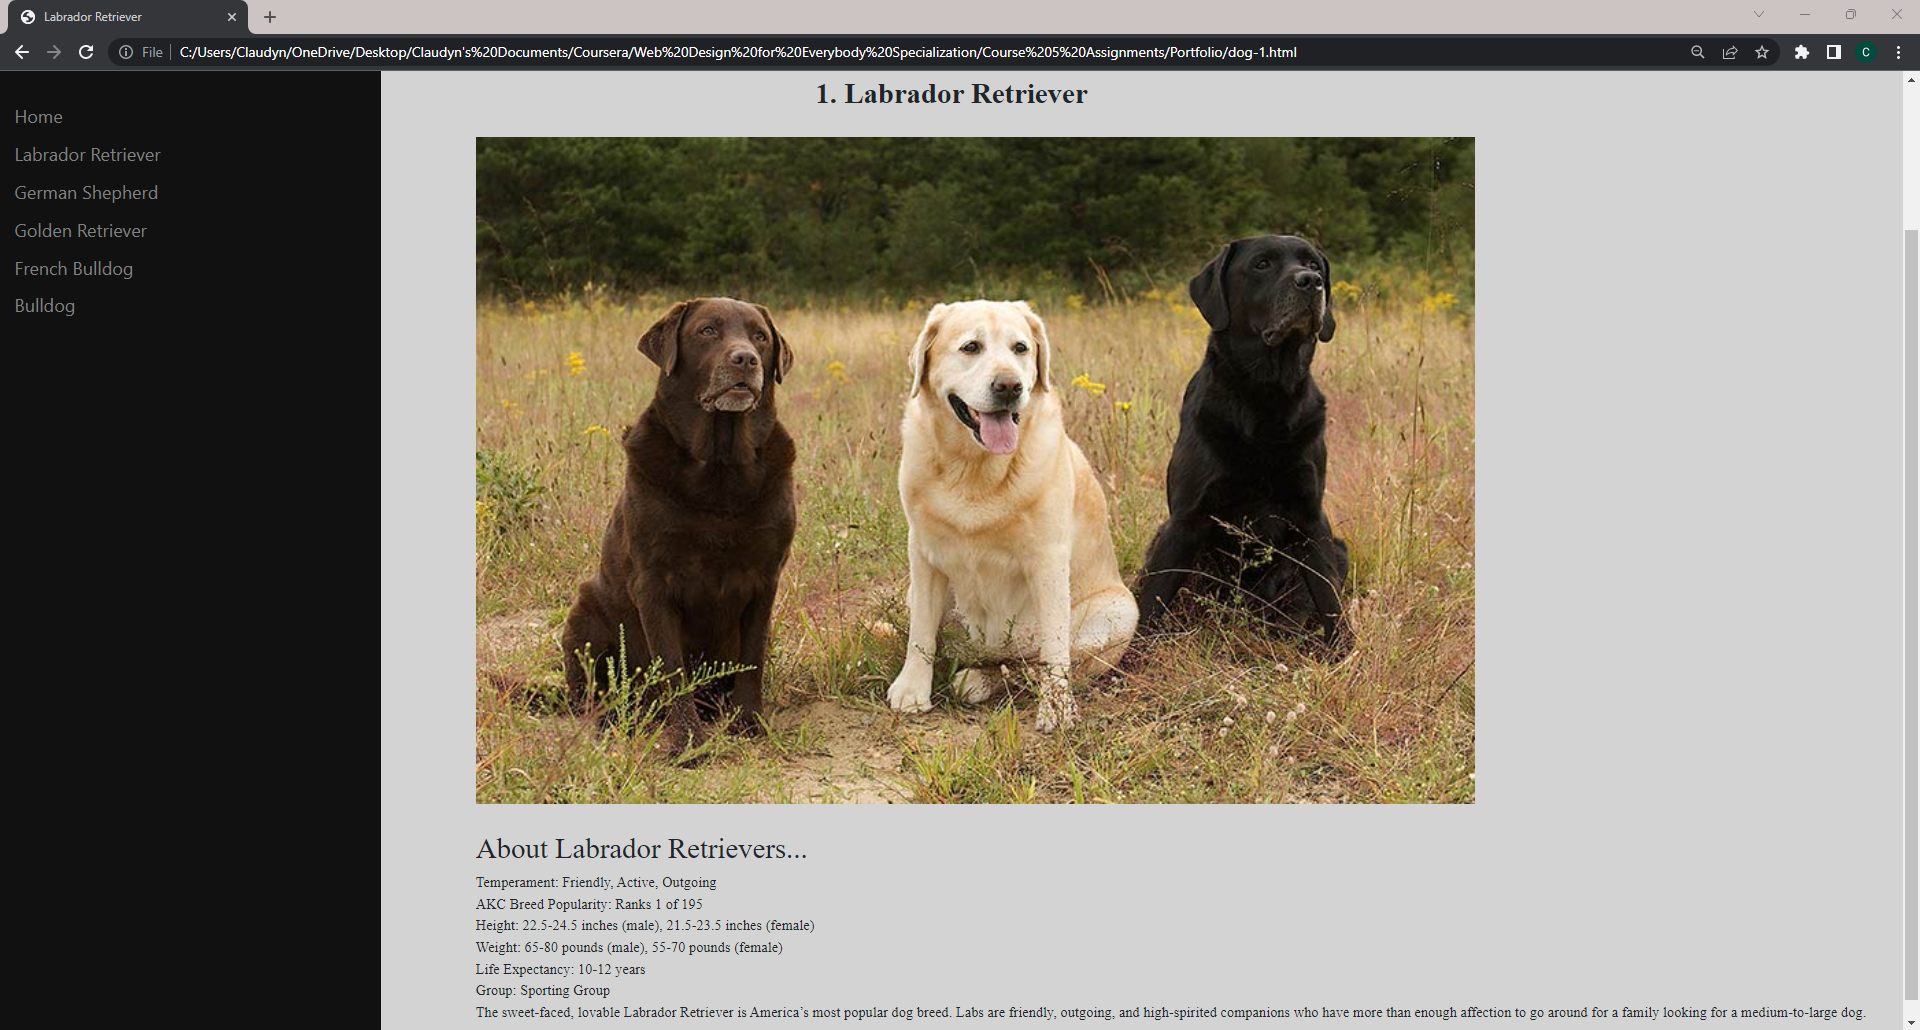 Labrador Retriever
File
C:/Users/Claudyn/OneDrive/Desktop/Claudyn's%20Documents/Coursera/Web%20Design%20for%20Everybody%20Specialization/Course%205%20Assignments/Portfolio/dog-1.html
C
Home
Labrador Retriever
German Shepherd
Golden Retriever
French Bulldog
Bulldog
1. Labrador Retriever
About Labrador Retrievers...
Temperament: Friendly, Active, Outgoing
AKC Breed Popularity: Ranks 1 of 195
Height: 22.5-24.5 inches (male), 21.5-23.5 inches (female)
Weight: 65-80 pounds (male), 55-70 pounds (female)
Life Expectancy: 10-12 years
Group: Sporting Group
The sweet-faced, lovable Labrador Retriever is America’s most popular dog breed. Labs are friendly, outgoing, and high-spirited companions who have more than enough affection to go around for a family looking for a medium-to-large dog.